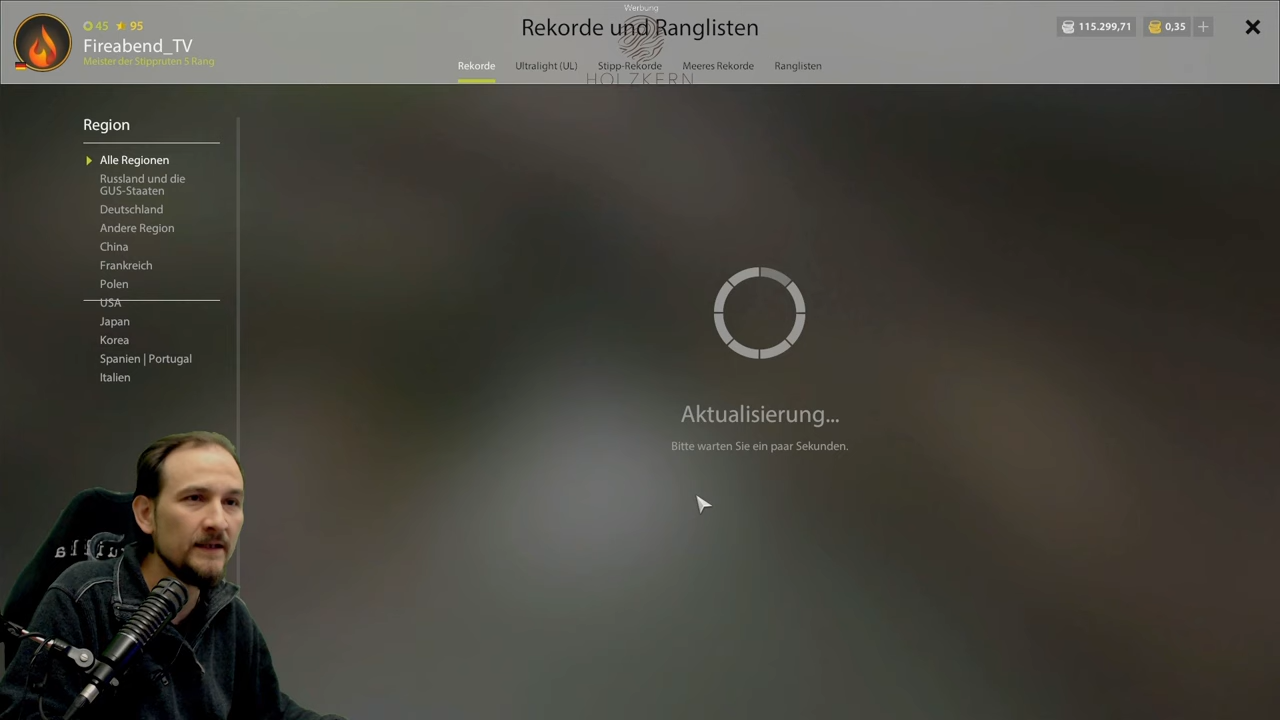 Werbung
45 95
Fireabend_TV
Meister der Stippruten 5 Rang
Rekorde und Ranglisten
HOLZKERN
115.299,71
0,35
Rekorde
Ultralight (UL)
Stipp-Rekorde
Meeres Rekorde
Ranglisten
Region
Alle Regionen
Russland und die
GUS-Staaten
Deutschland
Andere Region
China
Frankreich
Polen
USA
Japan
Korea
Spanien | Portugal
Italien
Aktualisierung...
Bitte warten Sie ein paar Sekunden.